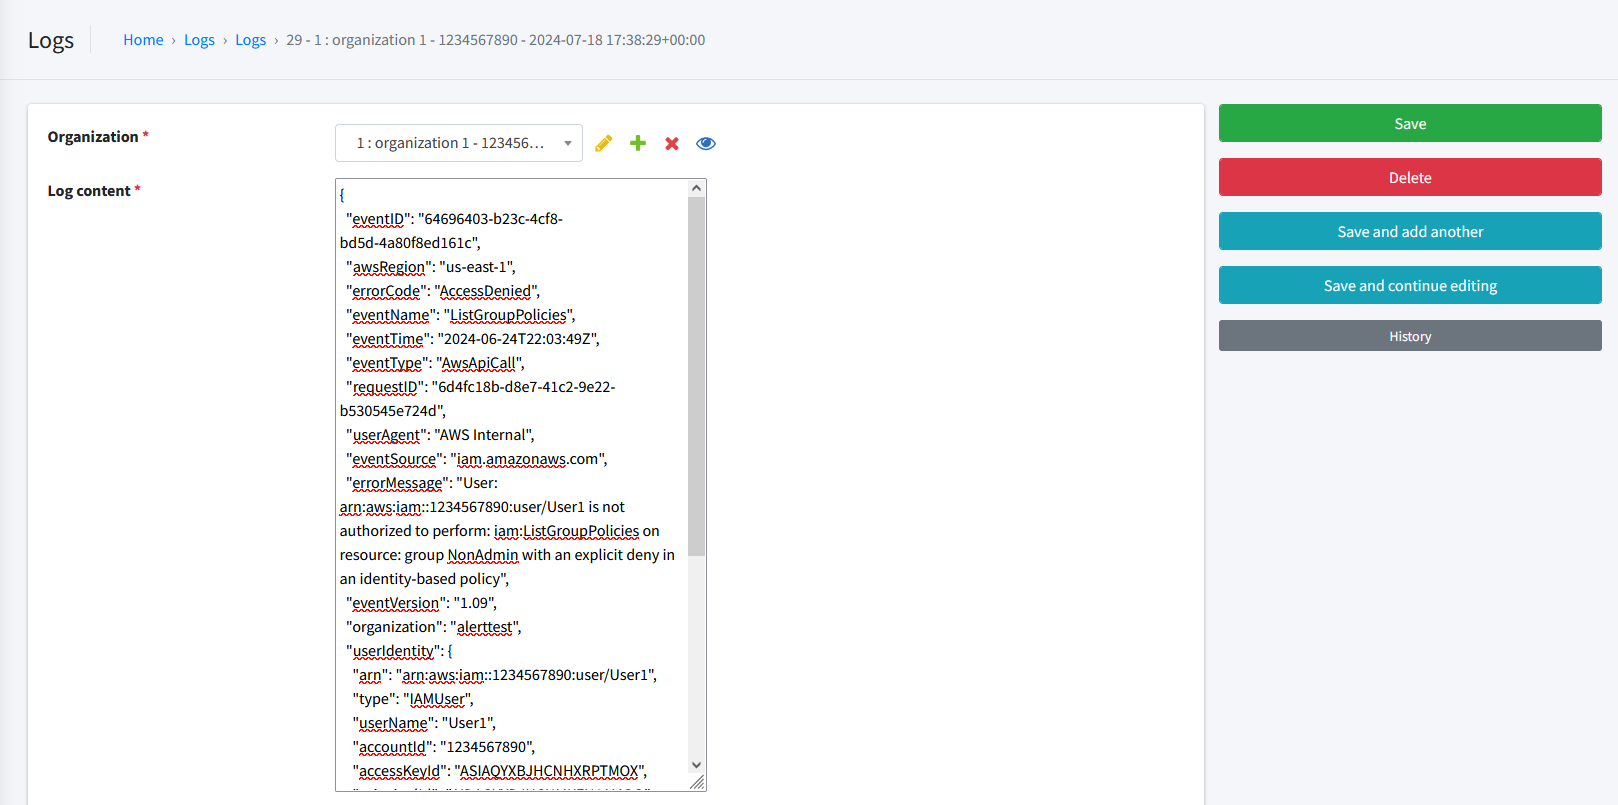 Logs
Home › Logs › Logs › 29 - 1 : organization 1 - 1234567890 - 2024-07-18 17:38:29+00:00
Organization *
1 : organization 1 - 123456...
Save
Delete
Save and add another
Save and continue editing
History
Log content *
{
"eventID": "64696403-b23c-4cf8-
bd5d-4a80f8ed161c",
"awsRegion": "us-east-1",
"errorCode": "AccessDenied",
"eventName": "ListGroupPolicies",
"eventTime": "2024-06-24T22:03:49Z",
"eventType": "AwsApiCall",
"requestID": "6d4fc18b-d8e7-41c2-9e22-
b530545e724d",
"userAgent": "AWS Internal",
"eventSource": "iam.amazonaws.com",
"errorMessage": "User:
arn:aws:iam::1234567890:user/User1 is not
authorized to perform: iam:ListGroupPolicies on
resource: group NonAdmin with an explicit deny in
an identity-based policy",
"eventVersion": "1.09",
"organization": "alerttest",
"userIdentity": {
"arn": "arn:aws:iam::1234567890:user/User1",
"type": "IAMUser",
"userName": "User1",
"accountId": "1234567890",
"accessKeyId": "ASIAQYXBJHCNHXRPTMOX",